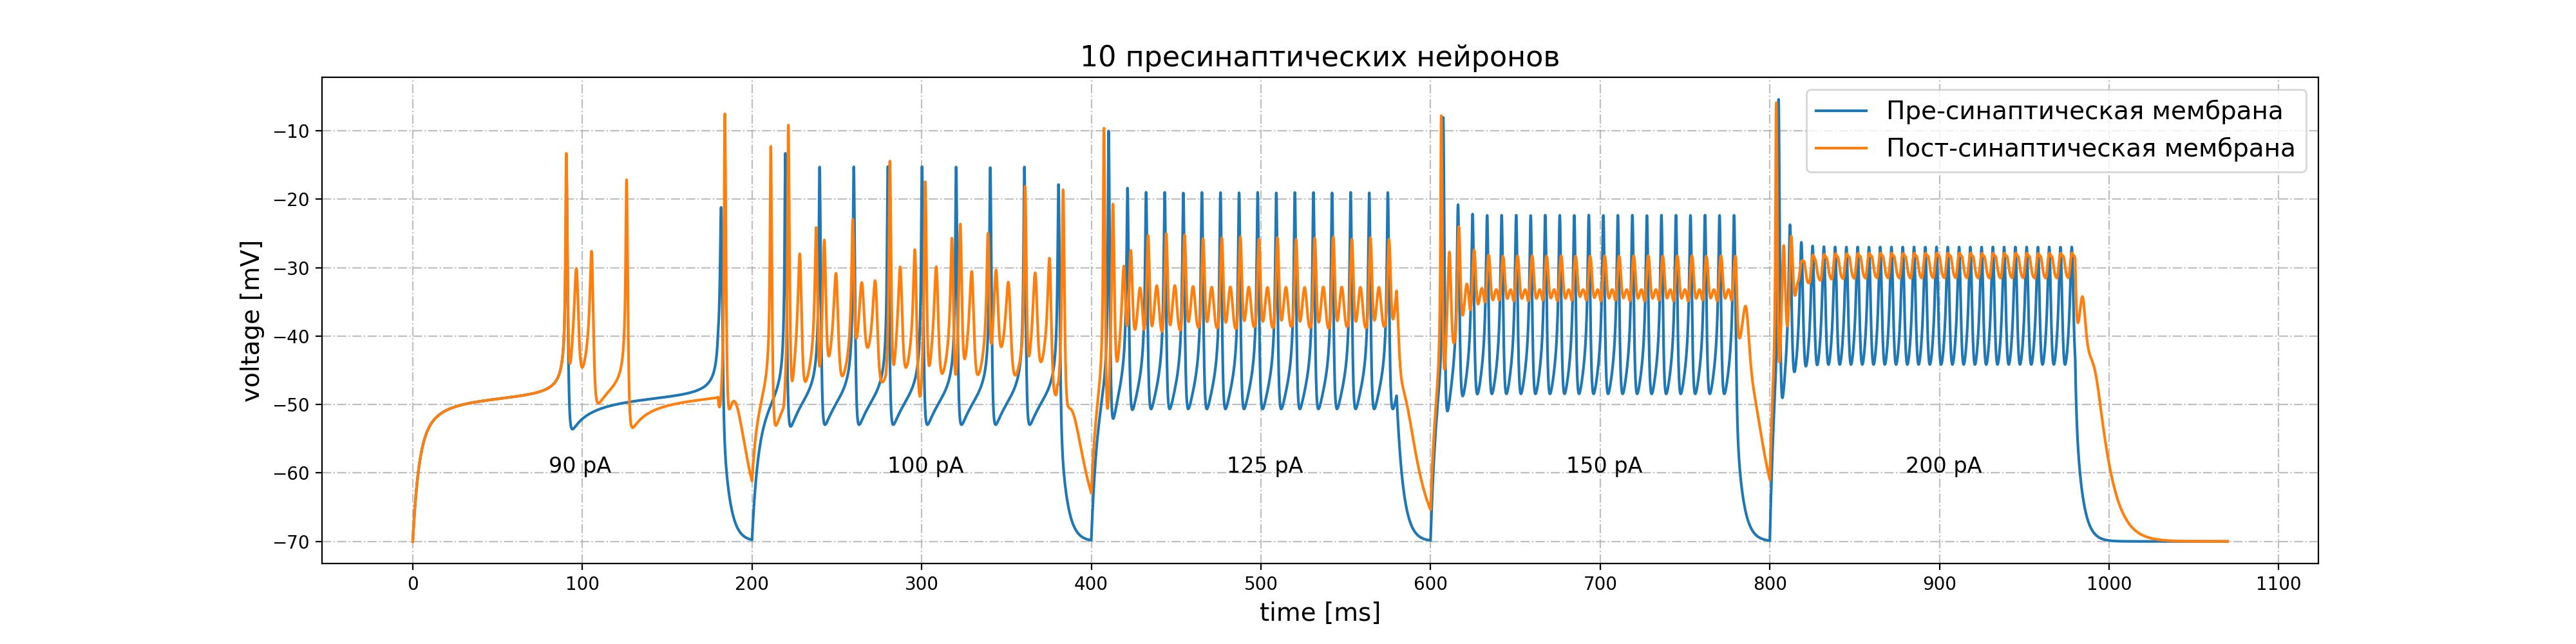 10 пресинаптических нейронов
Пре-синаптическая мембрана
Пост-синаптическая мембрана
voltage [mV]
−10
−20
−30
−40
−50
−60
−70
90 pA
100 pA
125 pA
150 pA
200 pA
0
100
200
300
400
500
600
700
800
900
1000
1100
time [ms]